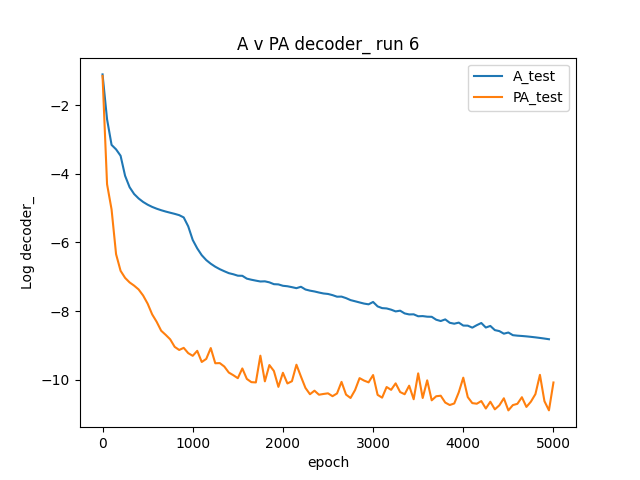 A v PA decoder_ run 6
A_test
PA_test
Log decoder_
−2
−4
−6
−8
−10
0
1000
2000
3000
4000
5000
epoch